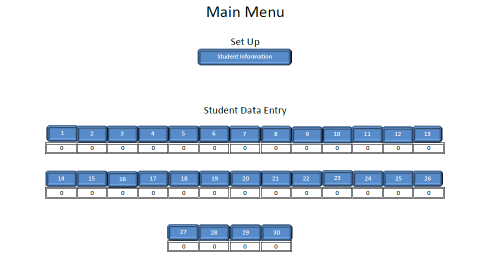 Main Menu
Set Up
Student Information
Student Data Entry
1 2 3 4 5 6 7 8 9 10 11 12 13
0 0 0 0 0 0 0 0 0 0 0 0 0
14 15 16 17 18 19 20 21 22 23 24 25 26
0 0 0 0 0 0 0 0 0 0 0 0 0
27 28 29 30
0 0 0 0